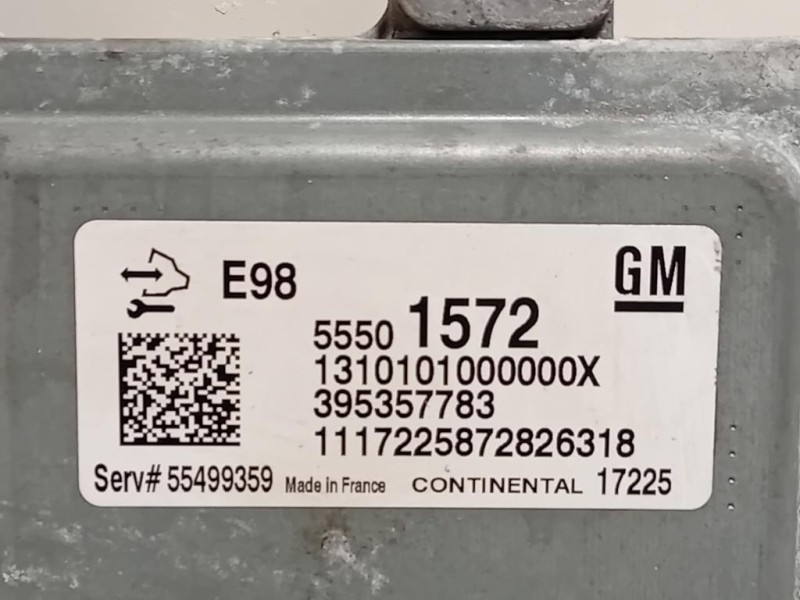 E98 GM
5550 1572
1310101000000X
395357783
1117225872826318
Serv# 55499359 Made in France CONTINENTAL 17225